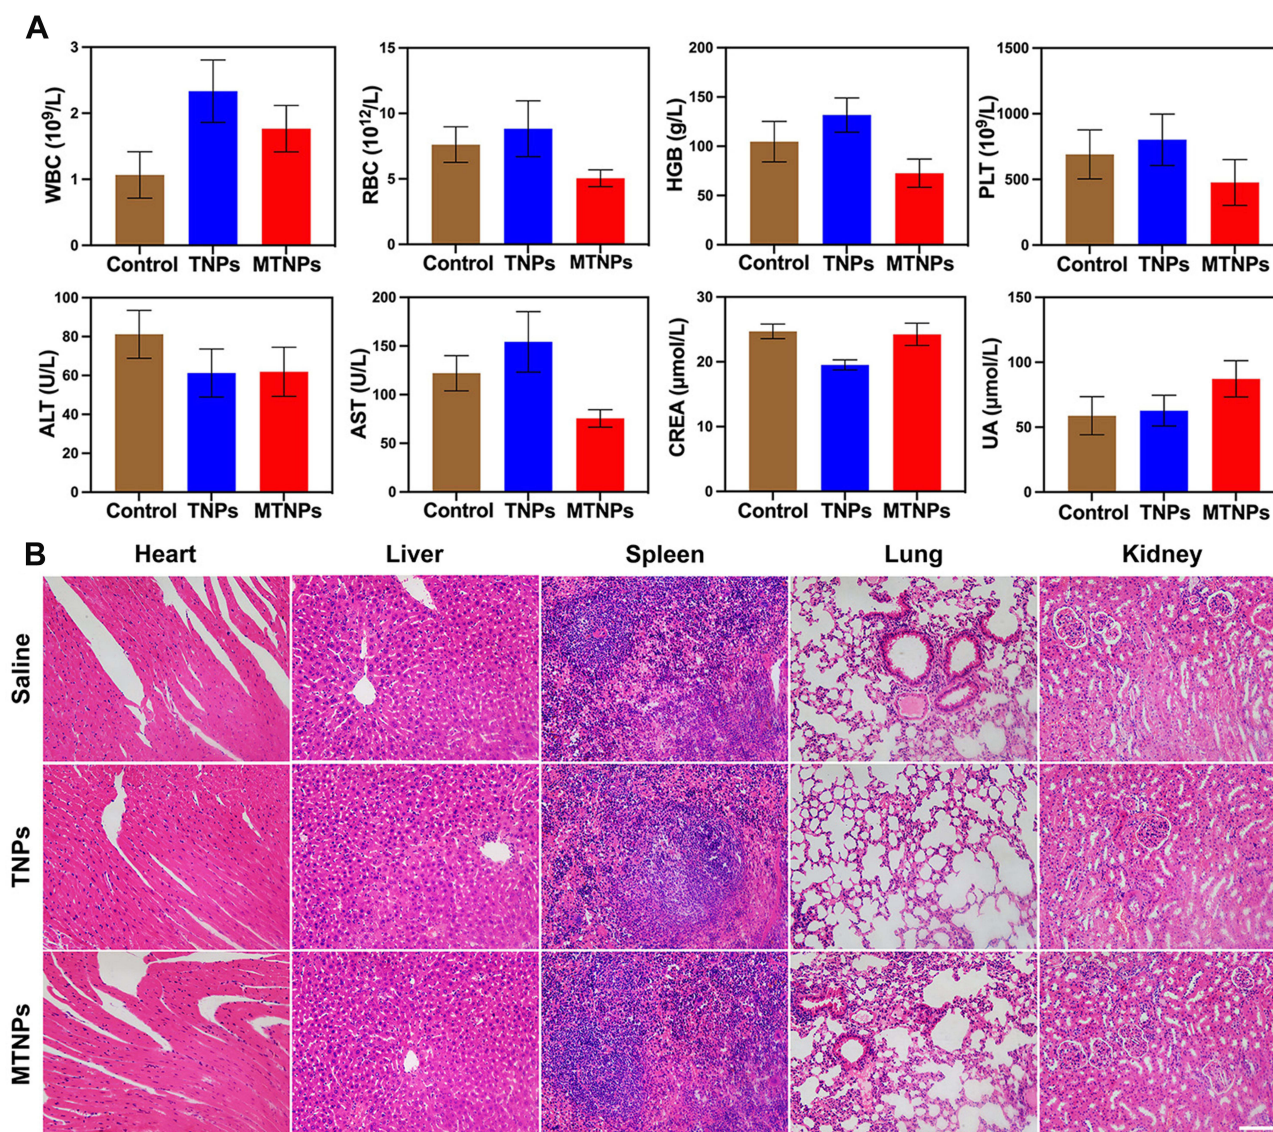 A
WBC (10⁹/L)
3
2
1
0
Control TNPs MTNPs
RBC (10¹²/L)
15
10
5
0
Control TNPs MTNPs
HGB (g/L)
200
150
100
50
0
Control TNPs MTNPs
PLT (10⁹/L)
1500
1000
500
0
Control TNPs MTNPs
ALT (U/L)
100
80
60
40
20
0
Control TNPs MTNPs
AST (U/L)
200
150
100
50
0
Control TNPs MTNPs
CREA (μmol/L)
30
20
10
0
Control TNPs MTNPs
UA (μmol/L)
150
100
50
0
Control TNPs MTNPs
B
Heart Liver Spleen Lung Kidney
Saline
TNPs
MTNPs